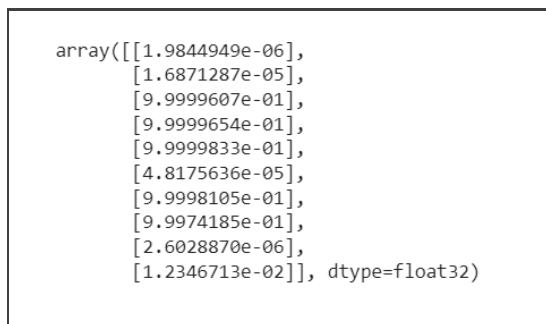 array([[1.9844949e-06],
[1.6871287e-05],
[9.9999607e-01],
[9.9999654e-01],
[9.9999833e-01],
[4.8175636e-05],
[9.9998105e-01],
[9.9974185e-01],
[2.6028870e-06],
[1.2346713e-02]], dtype=float32)